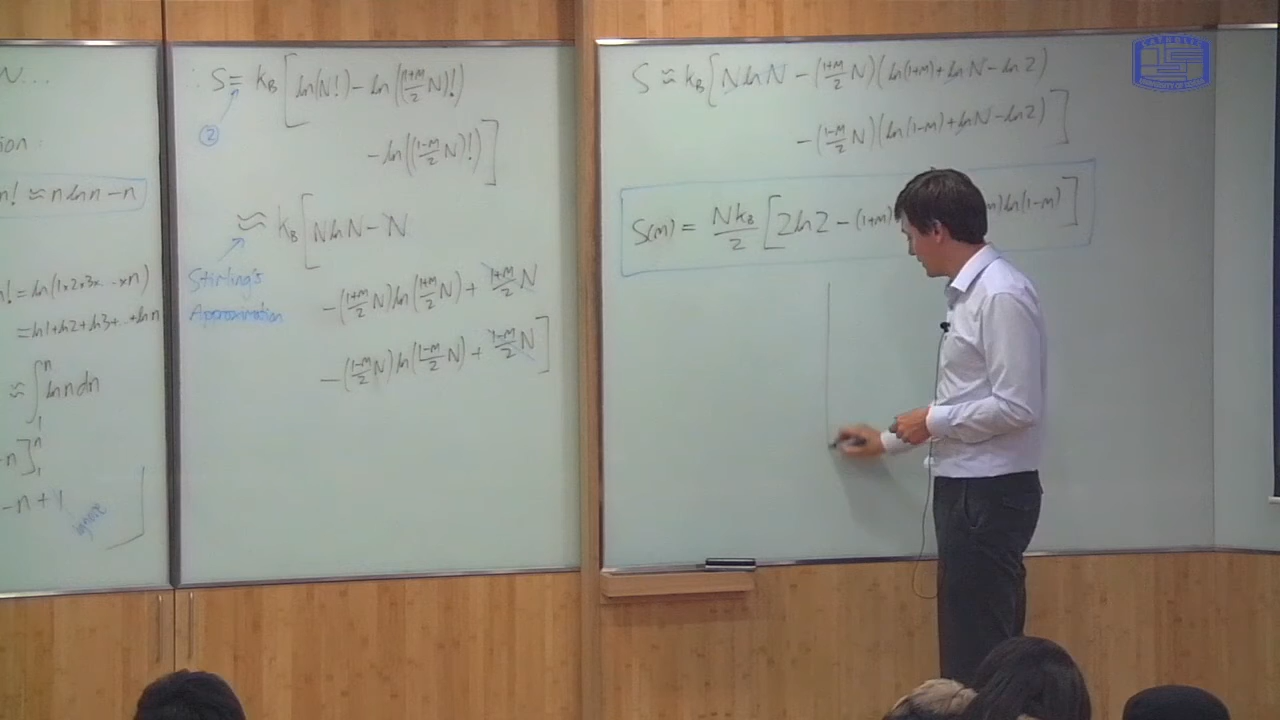 N...
ion:
n! ≈ n ln n - n
n! = ln(1×2×3×...×n)
= ln1+ln2+ln3+...+ln n
≈ ∫₁ⁿ ln n dn
-n]₁ⁿ
-n + 1
ignore
∴ S = k_B [ ln(N!) - ln((1+m/2 N)!)
②
- ln((1-m/2 N)!) ]
≈ k_B [ N ln N - N
Stirling's
Approximation
- (1+m/2 N) ln(1+m/2 N) + 1+m/2 N
- (1-m/2 N) ln(1-m/2 N) + 1-m/2 N ]
S ≈ k_B [ N ln N - (1+m/2 N)(ln(1+m) + ln N - ln 2)
- (1-m/2 N)(ln(1-m) + ln N - ln 2) ]
S(m) = Nk_B/2 [ 2 ln 2 - (1+m) m) ln(1-m) ]
CATHOLIC